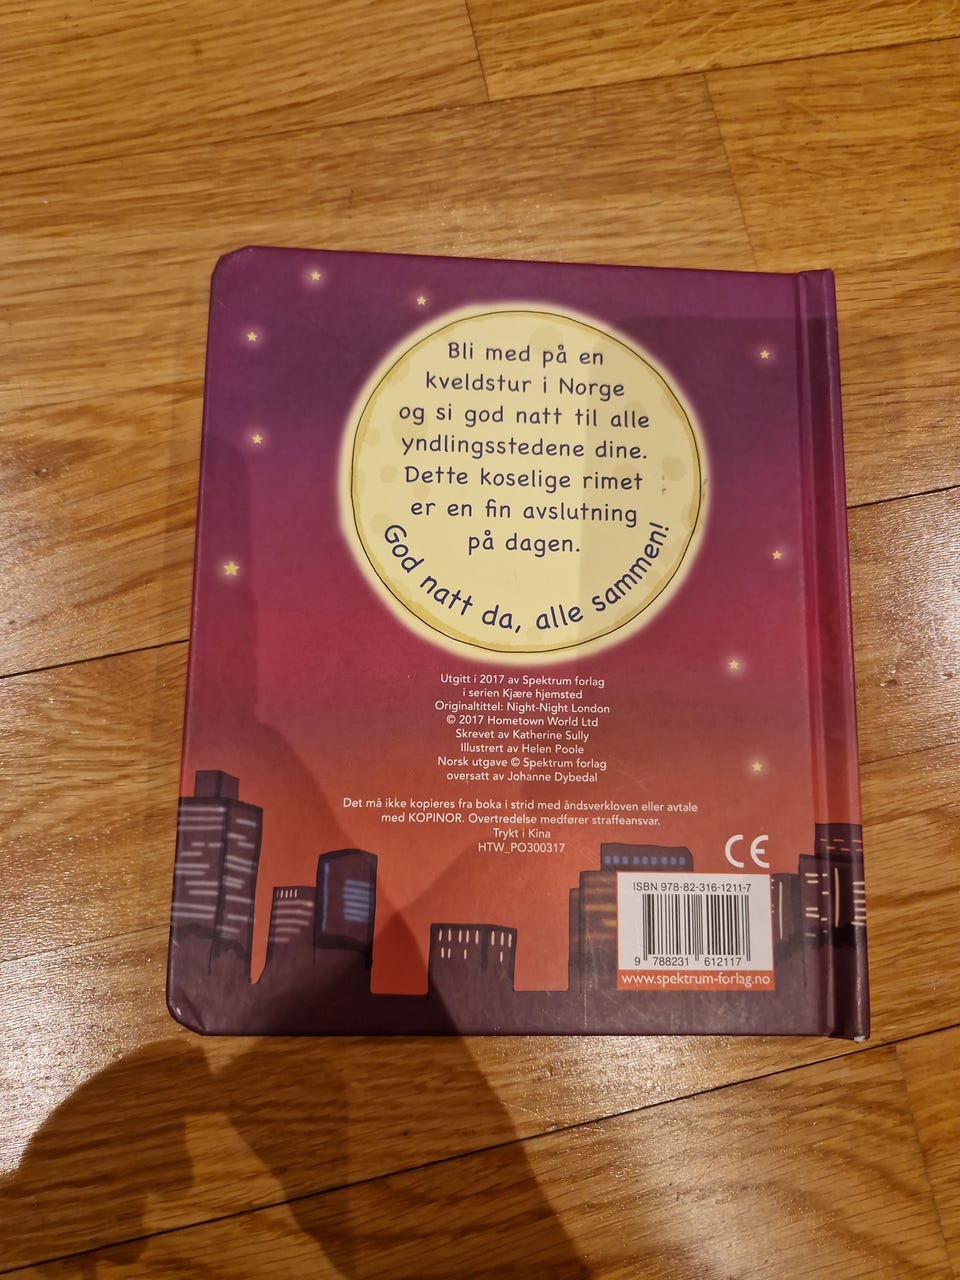 Bli med på en
kveldstur i Norge
og si god natt til alle
yndlingsstedene dine.
Dette koselige rimet
er en fin avslutning
på dagen.
God natt da, alle sammen!
Utgitt i 2017 av Spektrum forlag
i serien Kjære hjemsted
Originaltittel: Night-Night London
© 2017 Hometown World Ltd
Skrevet av Katherine Sully
Illustrert av Helen Poole
Norsk utgave © Spektrum forlag
oversatt av Johanne Dybedal
Det må ikke kopieres fra boka i strid med åndsverkloven eller avtale
med KOPINOR. Overtredelse medfører straffeansvar.
Trykt i Kina
HTW_PO300317
CE
ISBN 978-82-316-1211-7
9 788231 612117
www.spektrum-forlag.no